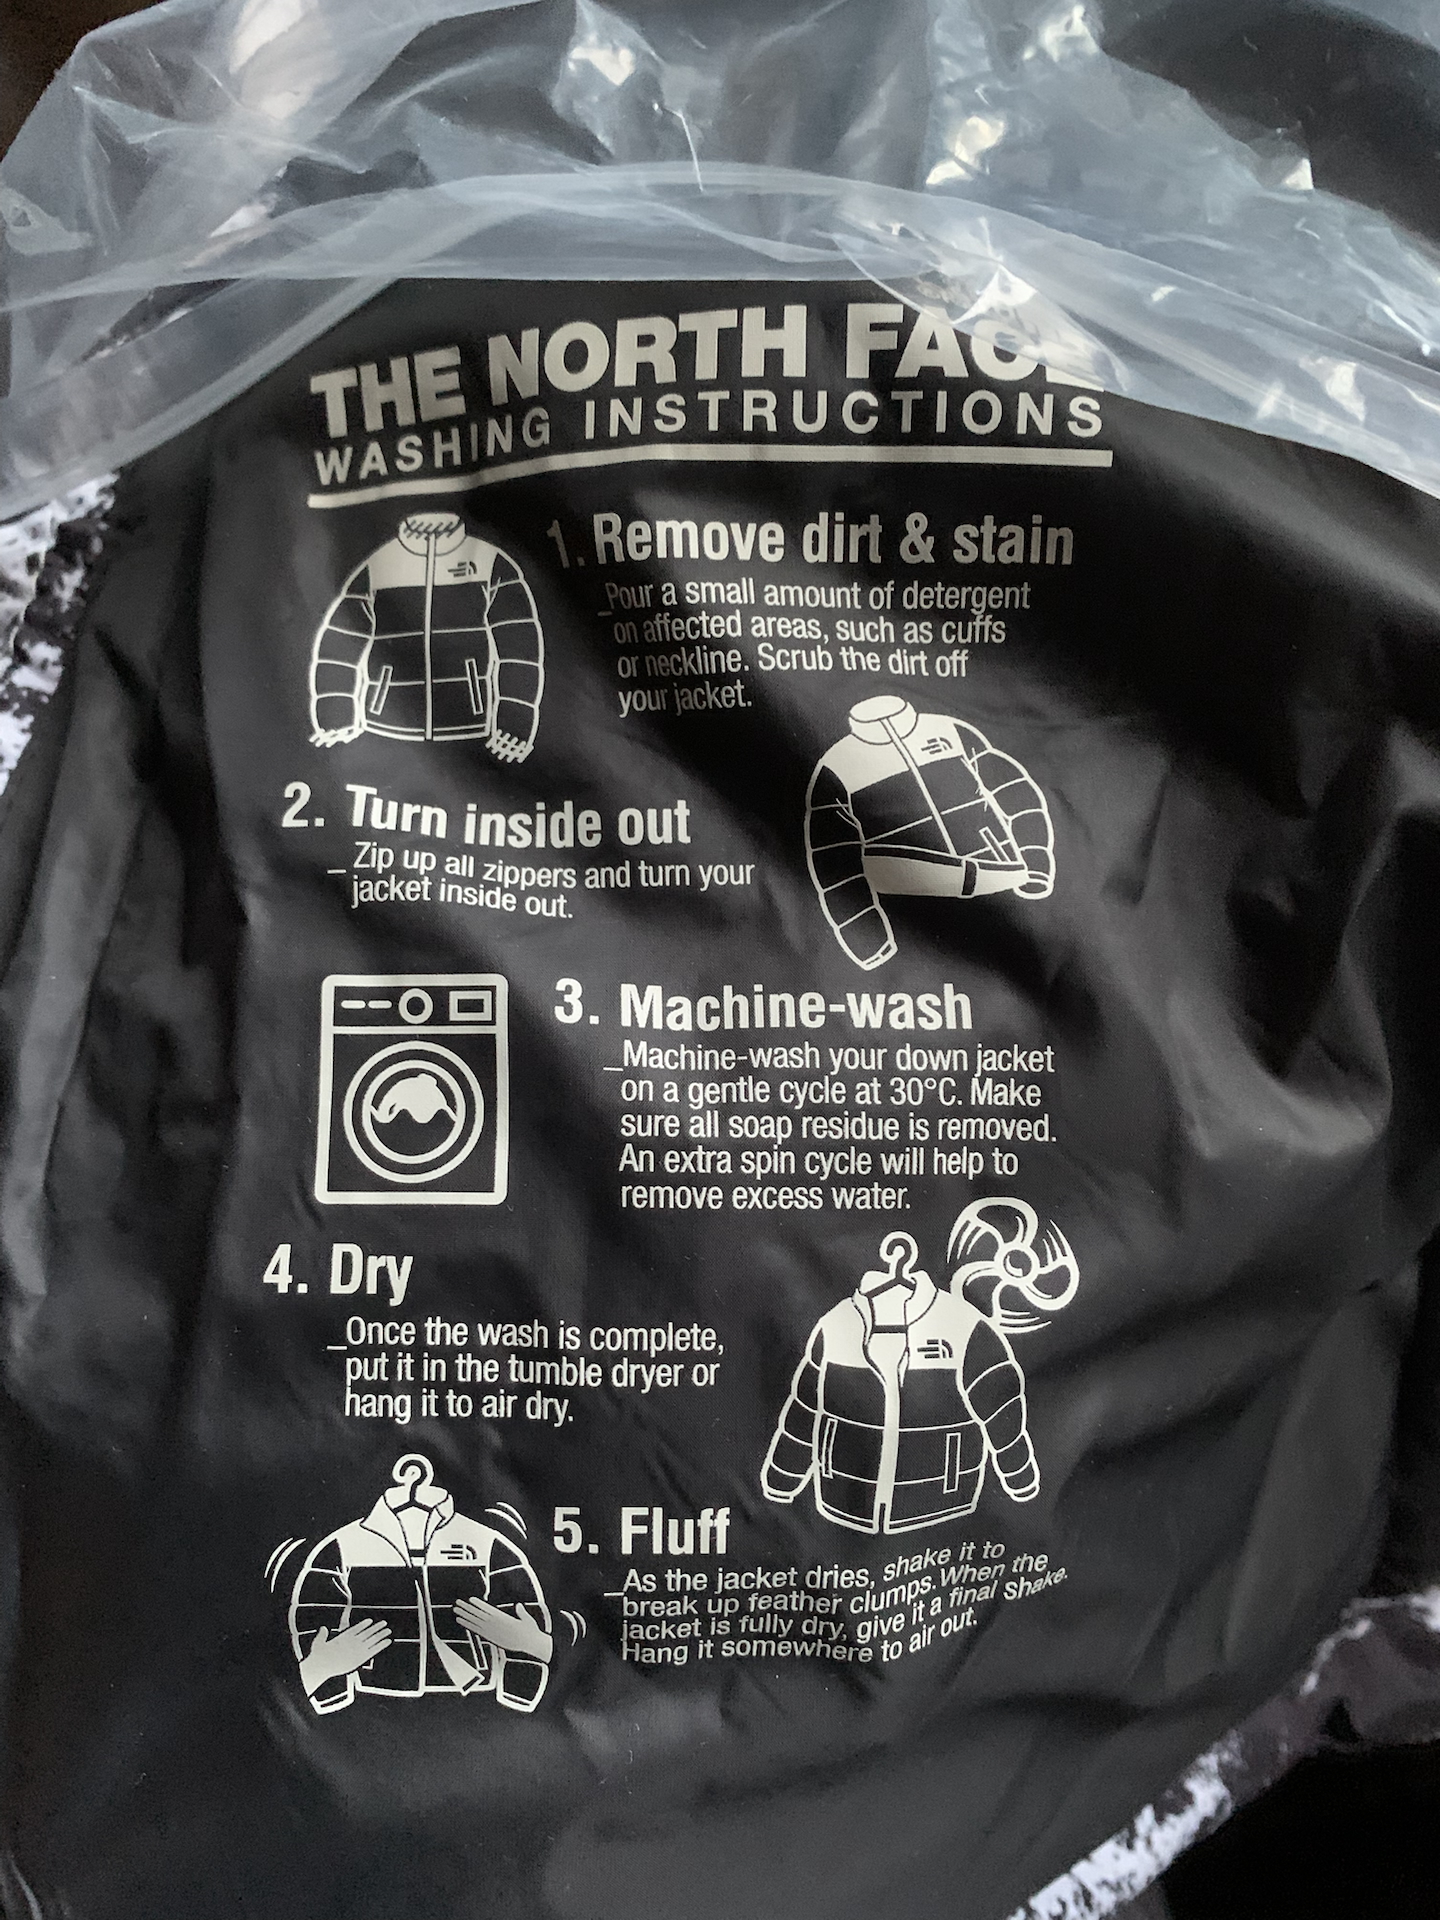 THE NORTH FACE
WASHING INSTRUCTIONS
1. Remove dirt & stain
_Pour a small amount of detergent
on affected areas, such as cuffs
or neckline. Scrub the dirt off
your jacket.
2. Turn inside out
_Zip up all zippers and turn your
jacket inside out.
3. Machine-wash
_Machine-wash your down jacket
on a gentle cycle at 30°C. Make
sure all soap residue is removed.
An extra spin cycle will help to
remove excess water.
4. Dry
_Once the wash is complete,
put it in the tumble dryer or
hang it to air dry.
5. Fluff
_As the jacket dries, shake it to
break up feather clumps. When the
jacket is fully dry, give it a final shake.
Hang it somewhere to air out.